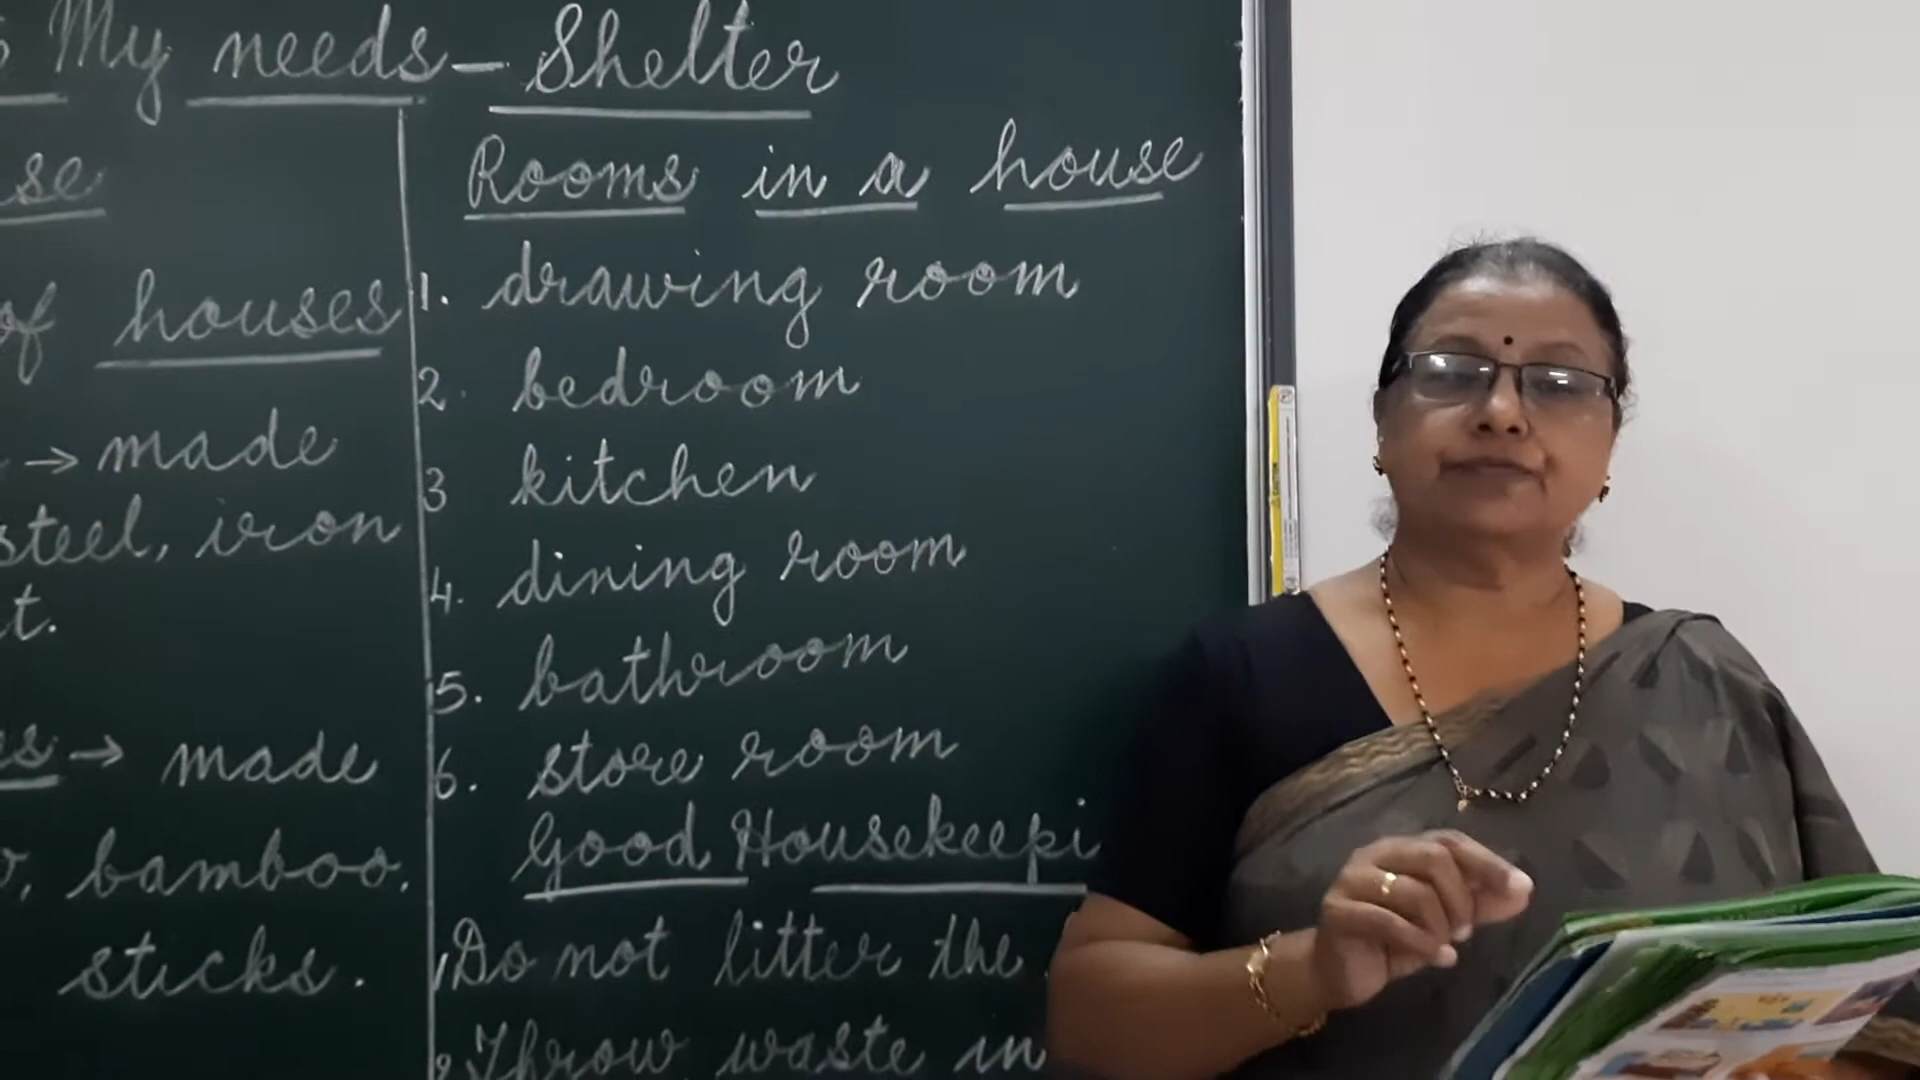 My needs - Shelter
se
of houses
→ made
steel, iron
t.
es → made
bamboo.
sticks.
Rooms in a house
1. drawing room
2. bedroom
3 kitchen
4. dining room
5. bathroom
6. store room
Good Housekeepi
1 Do not litter the
2 Throw waste in